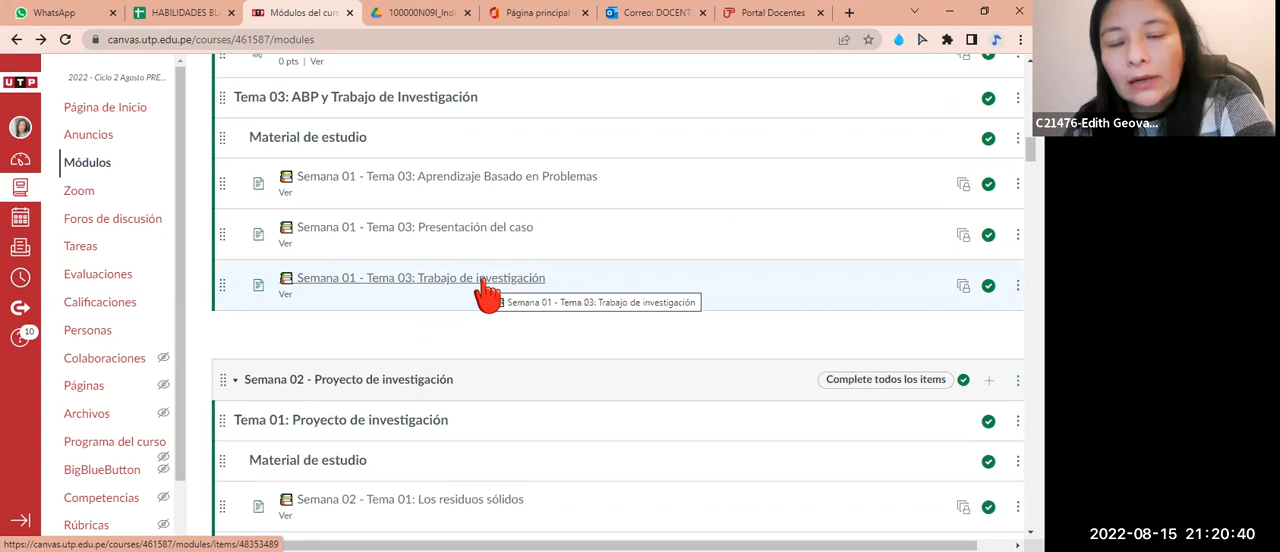 WhatsApp
HABILIDADES BL
Módulos del curs
100000N09I_Indi
Página principal
Correo: DOCENT
Portal Docentes
canvas.utp.edu.pe/courses/461587/modules
UTP
10
2022 - Ciclo 2 Agosto PRE...
Página de Inicio
Anuncios
Módulos
Zoom
Foros de discusión
Tareas
Evaluaciones
Calificaciones
Personas
Colaboraciones
Páginas
Archivos
Programa del curso
BigBlueButton
Competencias
Rúbricas
0 pts | Ver
Tema 03: ABP y Trabajo de Investigación
Material de estudio
Semana 01 - Tema 03: Aprendizaje Basado en Problemas
Ver
Semana 01 - Tema 03: Presentación del caso
Ver
Semana 01 - Tema 03: Trabajo de investigación
Ver
Semana 01 - Tema 03: Trabajo de investigación
Semana 02 - Proyecto de investigación
Complete todos los items
Tema 01: Proyecto de investigación
Material de estudio
Semana 02 - Tema 01: Los residuos sólidos
Ver
https://canvas.utp.edu.pe/courses/461587/modules/items/48353489
C21476-Edith Geova...
2022-08-15 21:20:40